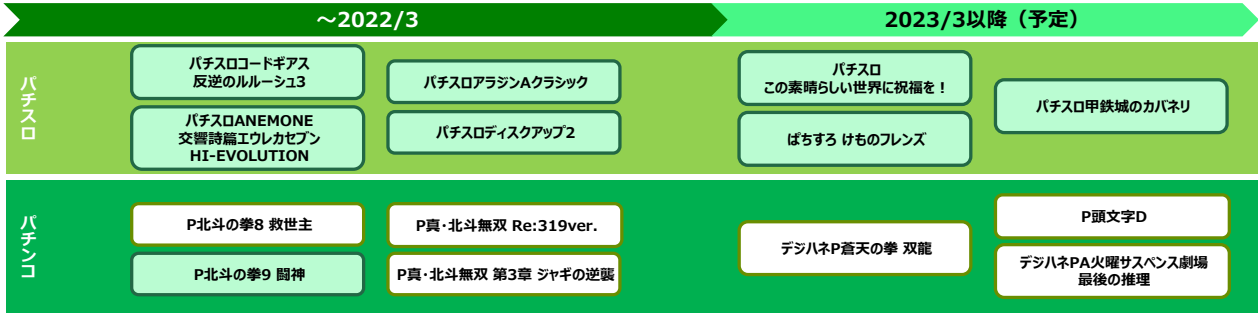 ～2022/3
2023/3以降（予定）
パチスロ
パチスロコードギアス
反逆のルルーシュ3
パチスロANEMONE
交響詩篇エウレカセブン
HI-EVOLUTION
パチスロアラジンAクラシック
パチスロディスクアップ2
パチスロ
この素晴らしい世界に祝福を！
ぱちすろ けものフレンズ
パチスロ甲鉄城のカバネリ
パチンコ
P北斗の拳8 救世主
P北斗の拳9 闘神
P真・北斗無双 Re:319ver.
P真・北斗無双 第3章 ジャギの逆襲
デジハネP蒼天の拳 双龍
P頭文字D
デジハネPA火曜サスペンス劇場
最後の推理